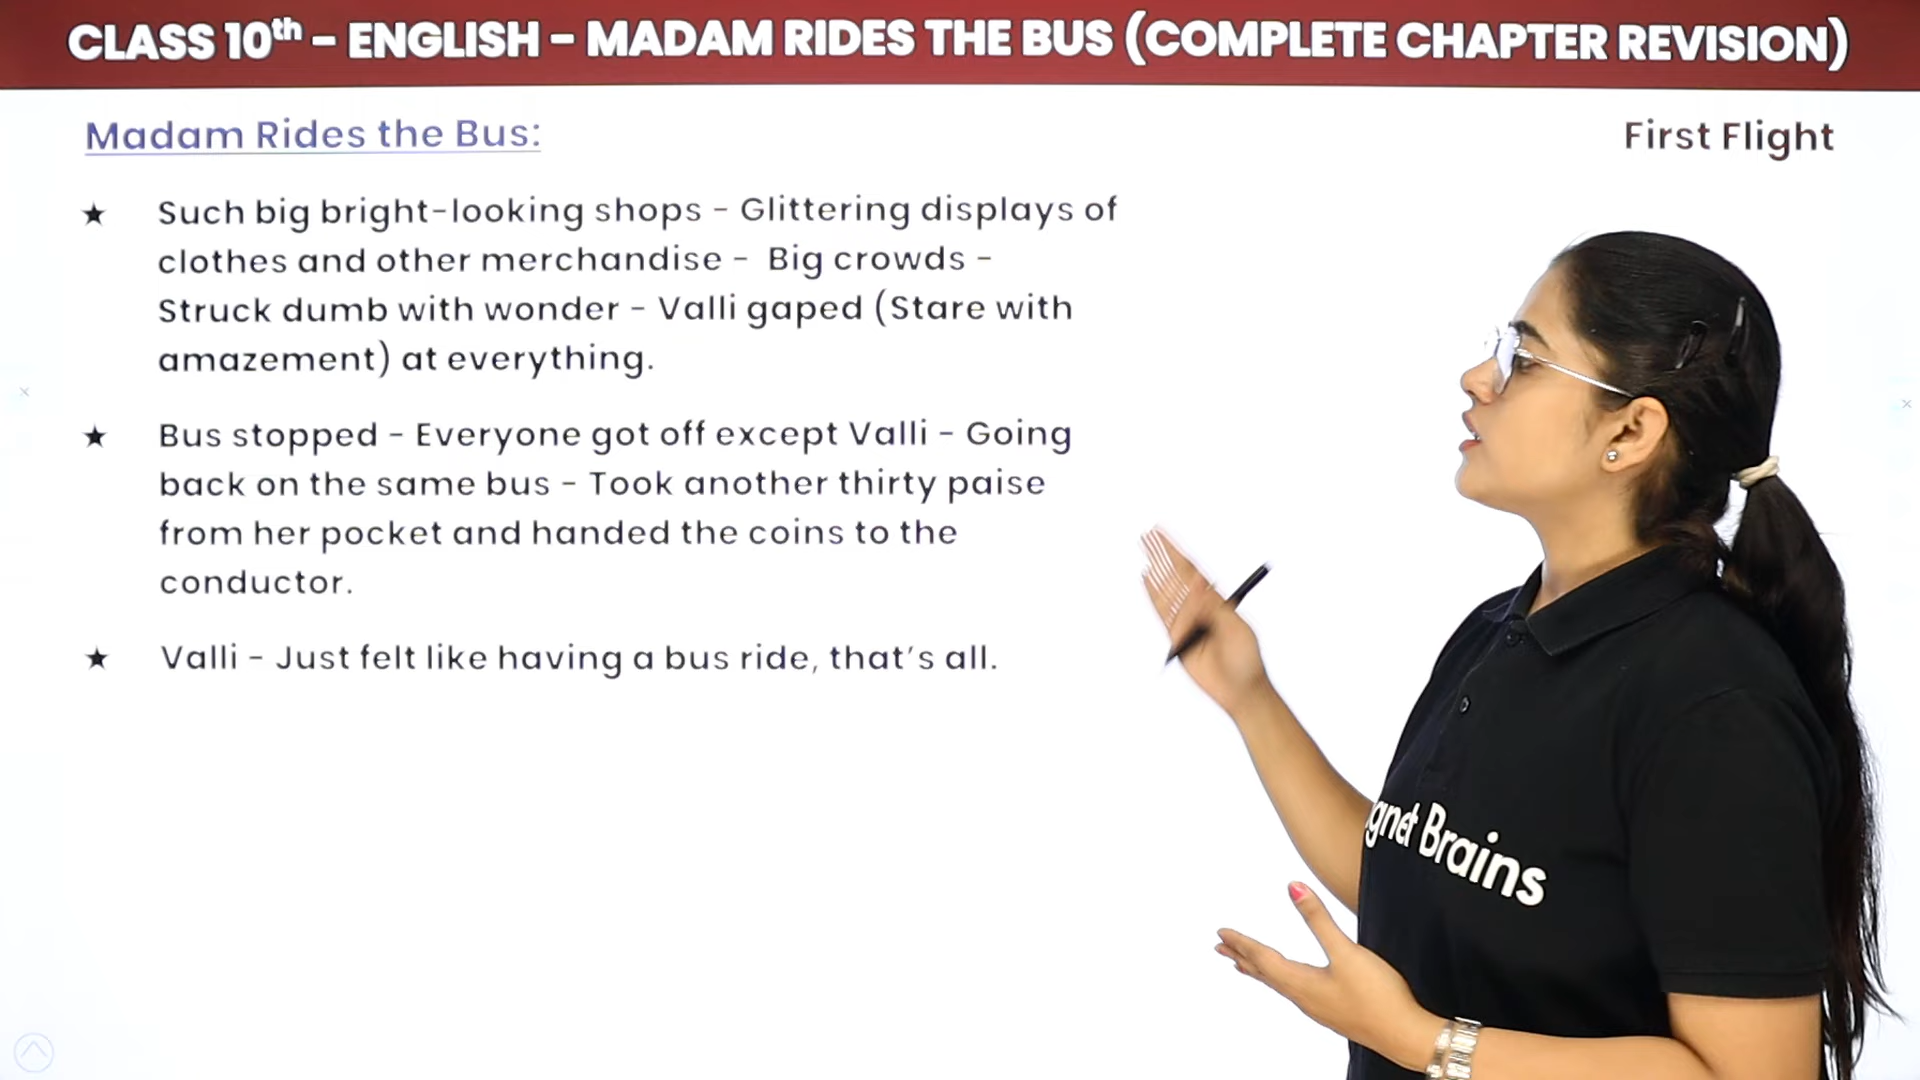 CLASS 10th – ENGLISH – MADAM RIDES THE BUS (COMPLETE CHAPTER REVISION)
Madam Rides the Bus:
First Flight
★ Such big bright-looking shops - Glittering displays of
clothes and other merchandise - Big crowds -
Struck dumb with wonder - Valli gaped (Stare with
amazement) at everything.
★ Bus stopped - Everyone got off except Valli - Going
back on the same bus - Took another thirty paise
from her pocket and handed the coins to the
conductor.
★ Valli - Just felt like having a bus ride, that's all.
gnet Brains